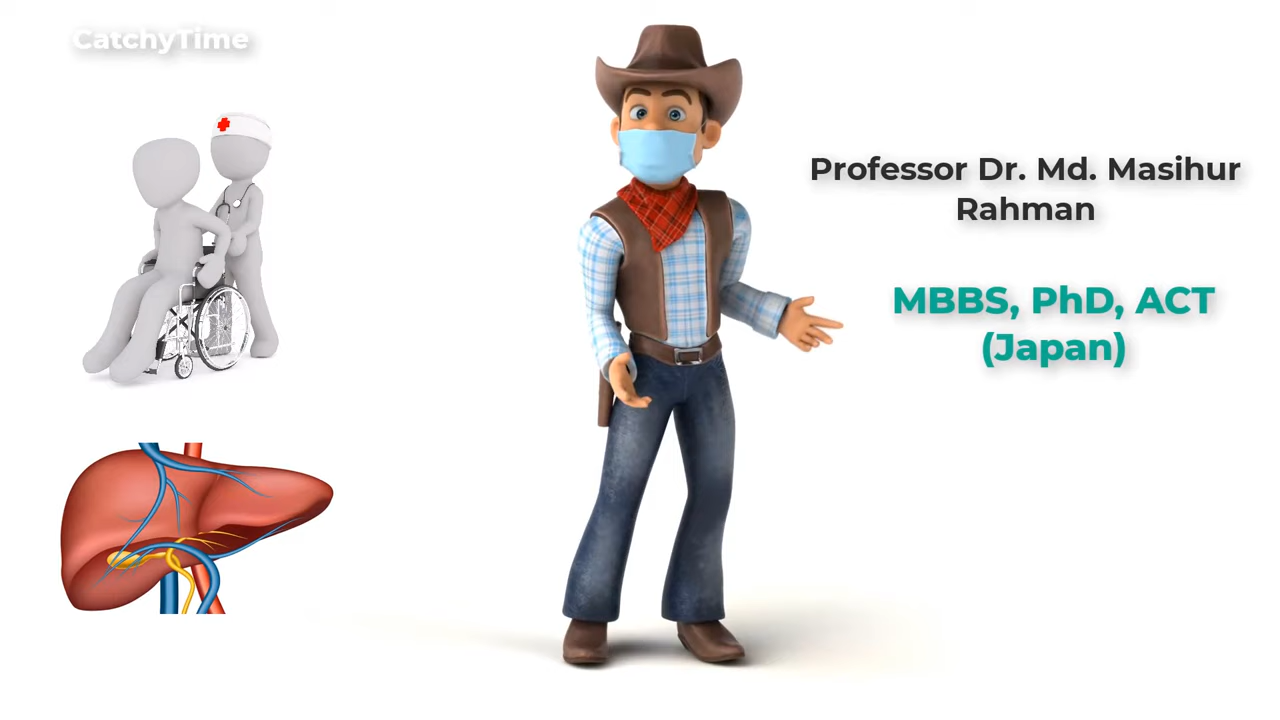 CatchyTime
Professor Dr. Md. Masihur
Rahman
MBBS, PhD, ACT
(Japan)